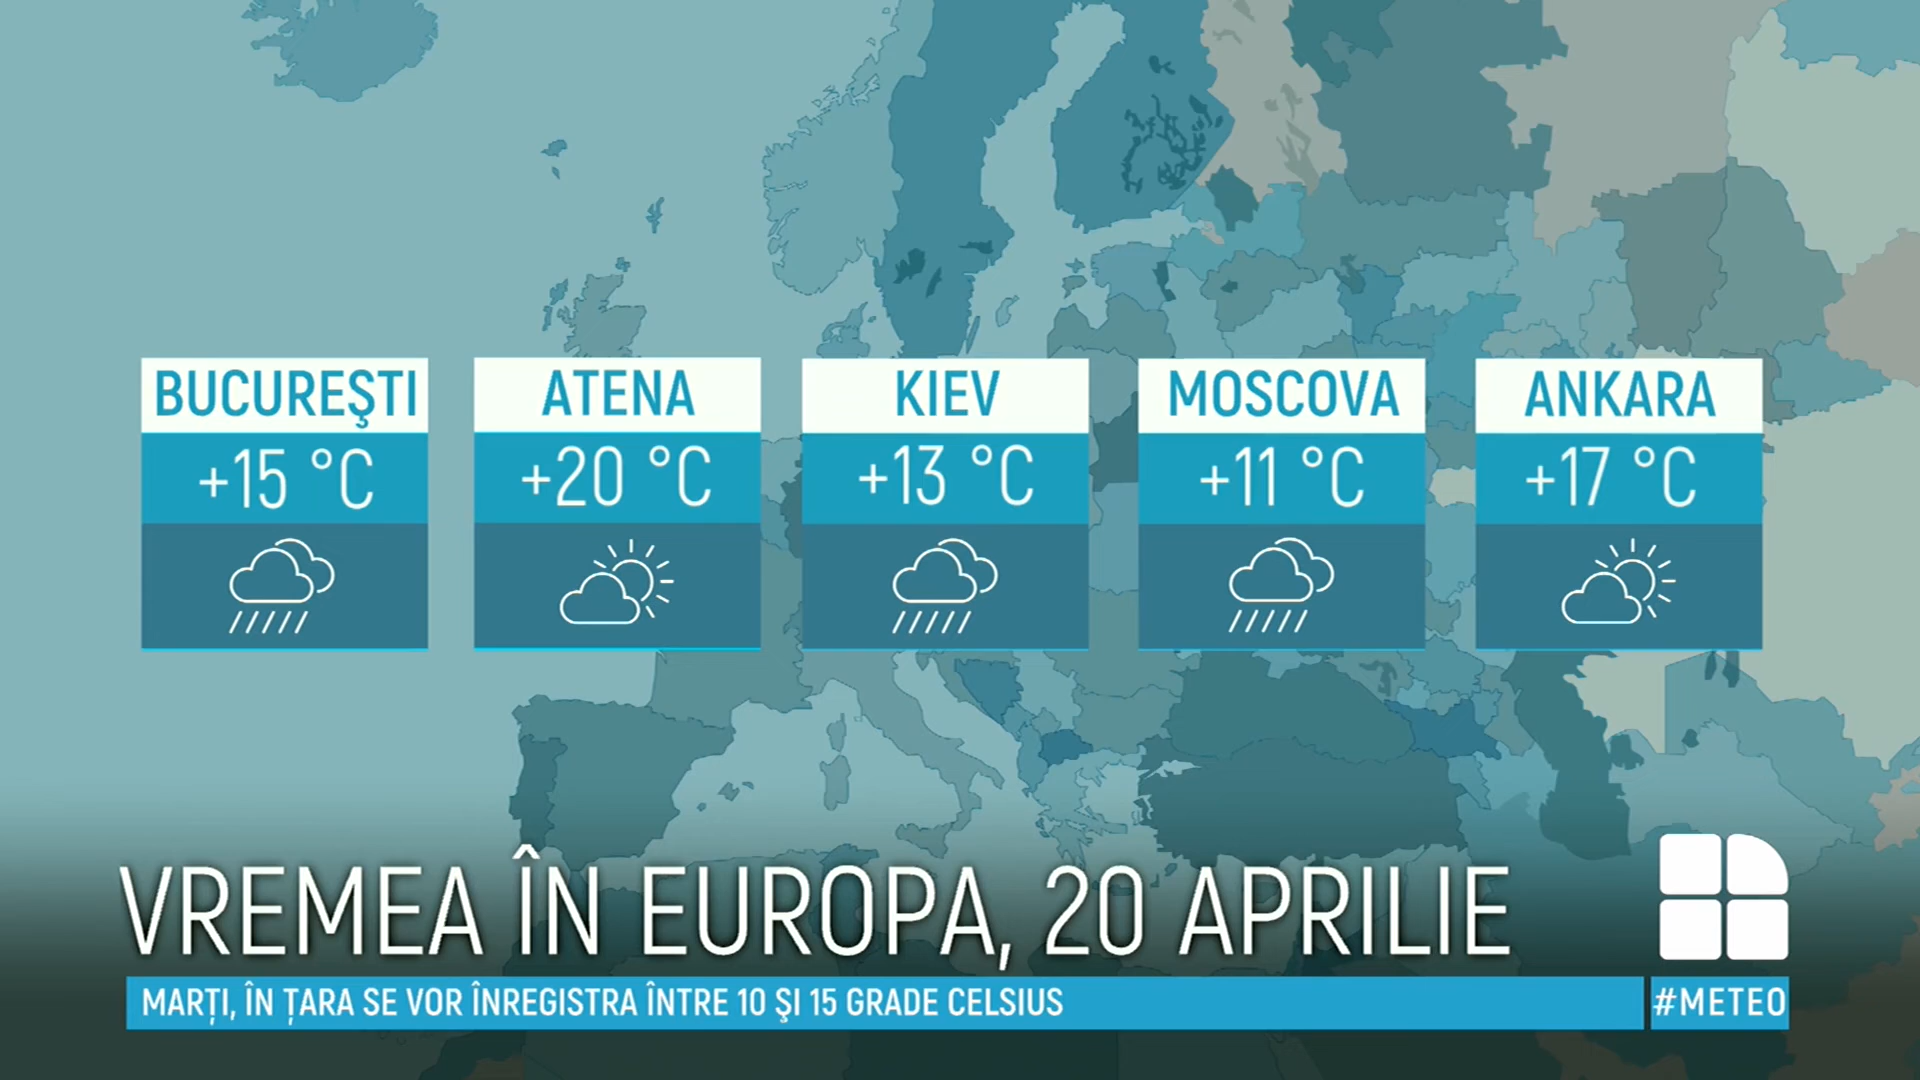 BUCUREŞTI
+15 °C
ATENA
+20 °C
KIEV
+13 °C
MOSCOVA
+11 °C
ANKARA
+17 °C
VREMEA ÎN EUROPA, 20 APRILIE
MARȚI, ÎN ȚARA SE VOR ÎNREGISTRA ÎNTRE 10 ŞI 15 GRADE CELSIUS
#METEO